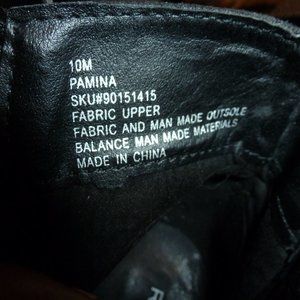 10M
PAMINA
SKU#90151415
FABRIC UPPER
FABRIC AND MAN MADE OUTSOLE
BALANCE MAN MADE MATERIALS
MADE IN CHINA
R